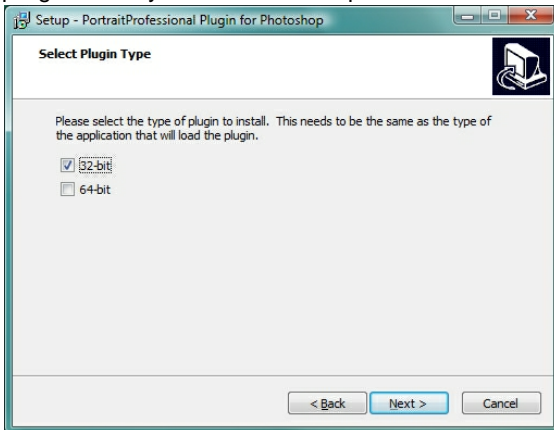 Setup - PortraitProfessional Plugin for Photoshop
Select Plugin Type
Please select the type of plugin to install. This needs to be the same as the type of
the application that will load the plugin.
32-bit
64-bit
< Back
Next >
Cancel